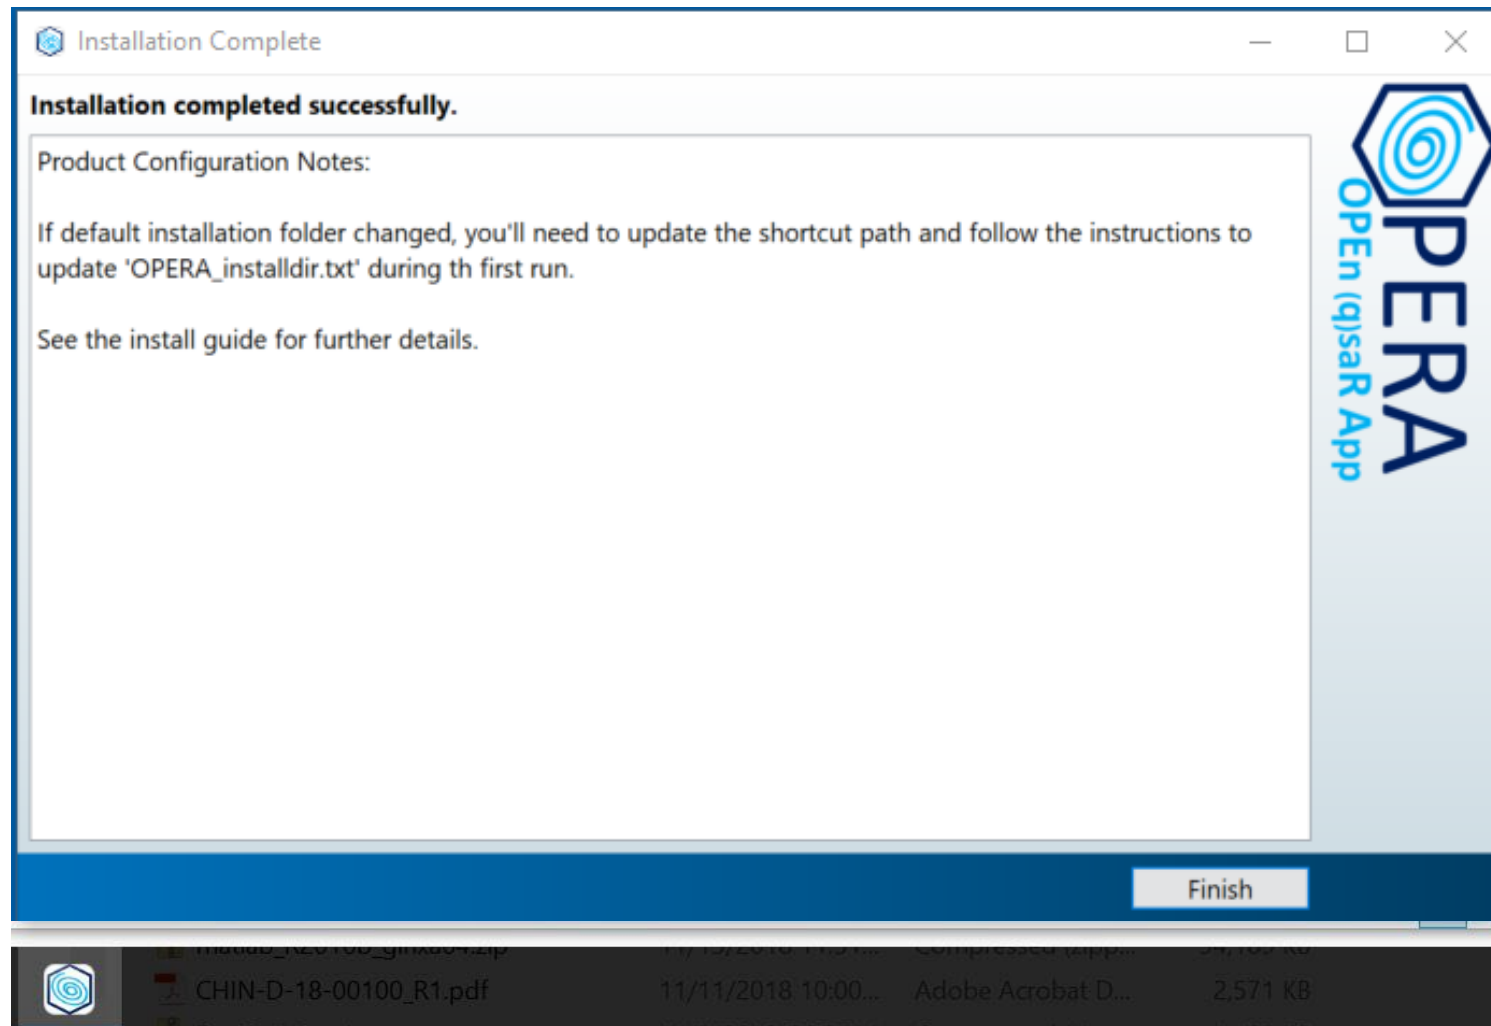 Installation Complete
Installation completed successfully.
Product Configuration Notes:
If default installation folder changed, you'll need to update the shortcut path and follow the instructions to
update 'OPERA_installdir.txt' during th first run.
See the install guide for further details.
OPERA
OPEn (q)saR App
Finish
CHIN-D-18-00100_R1.pdf 11/11/2018 10:00... Adobe Acrobat D... 2,571 KB